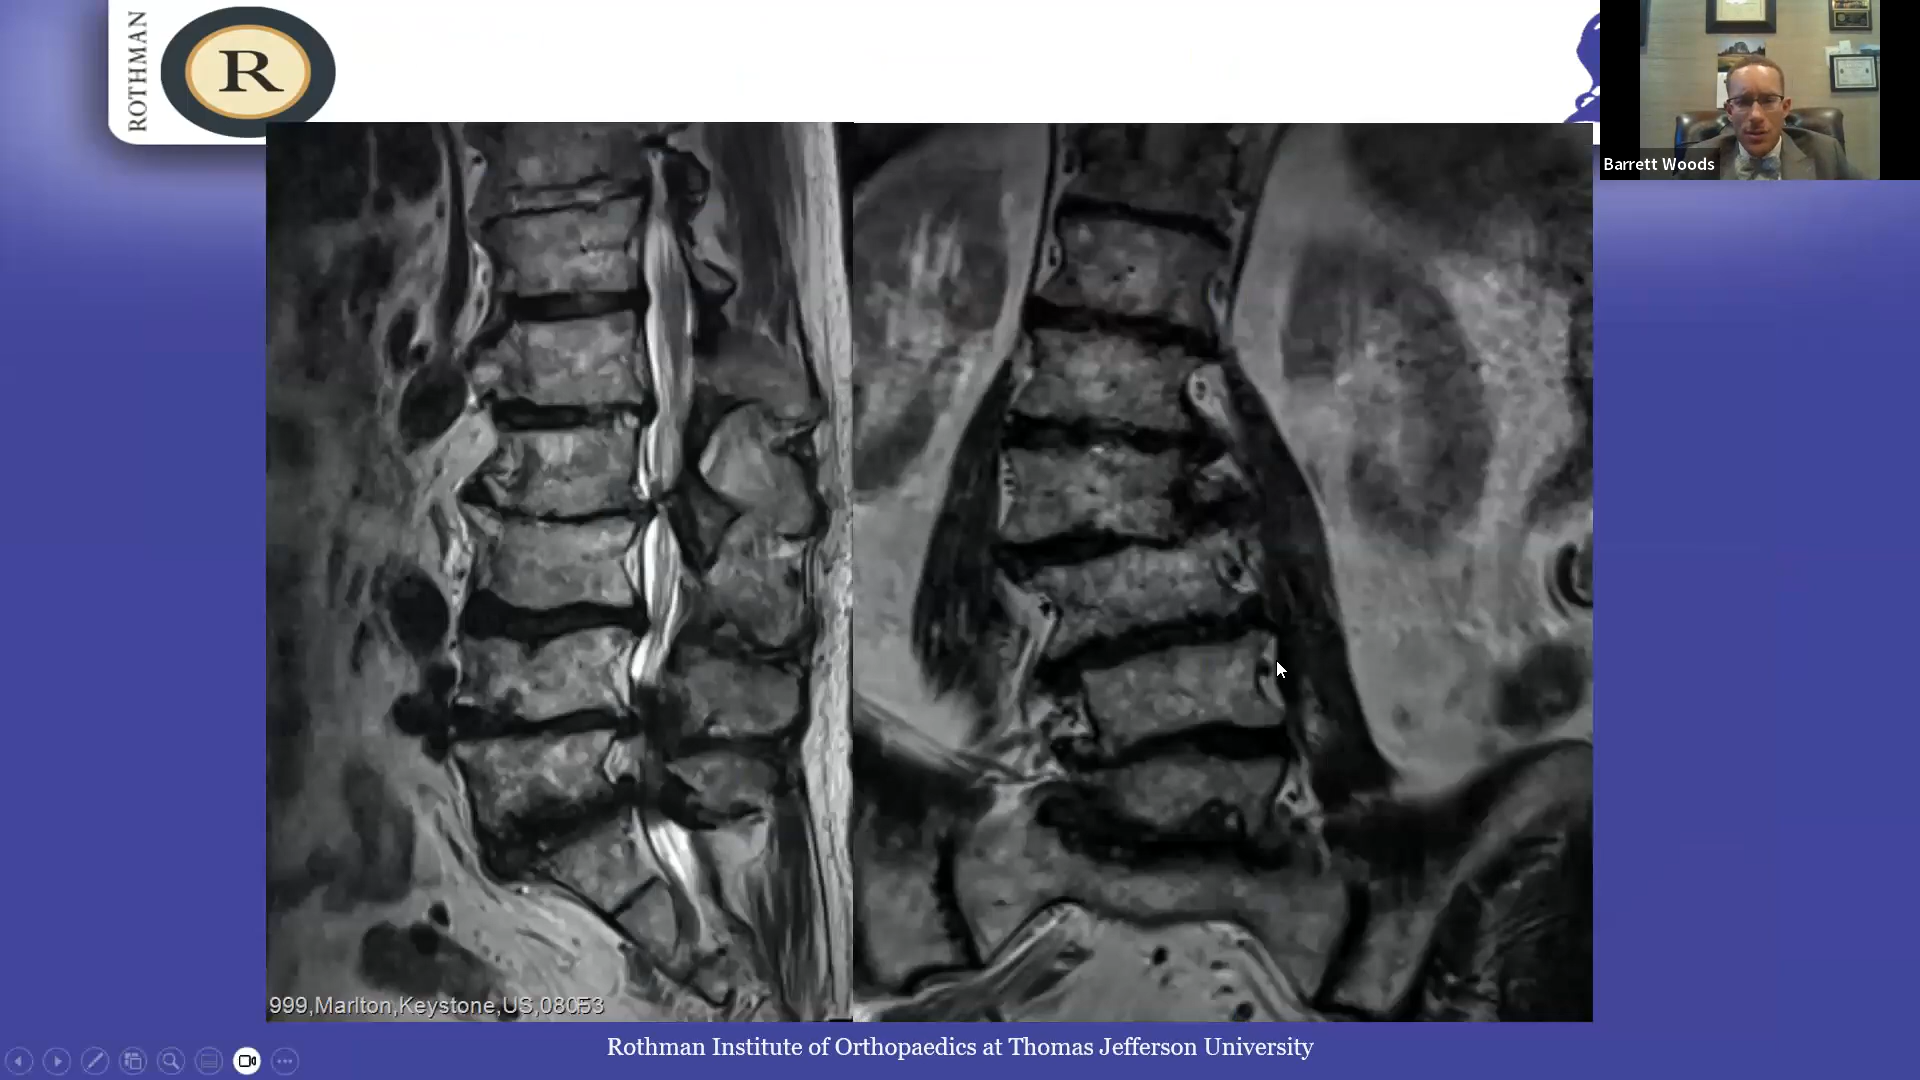 ROTHMAN
R
Barrett Woods
999,Marlton,Keystone,US,08053
Rothman Institute of Orthopaedics at Thomas Jefferson University